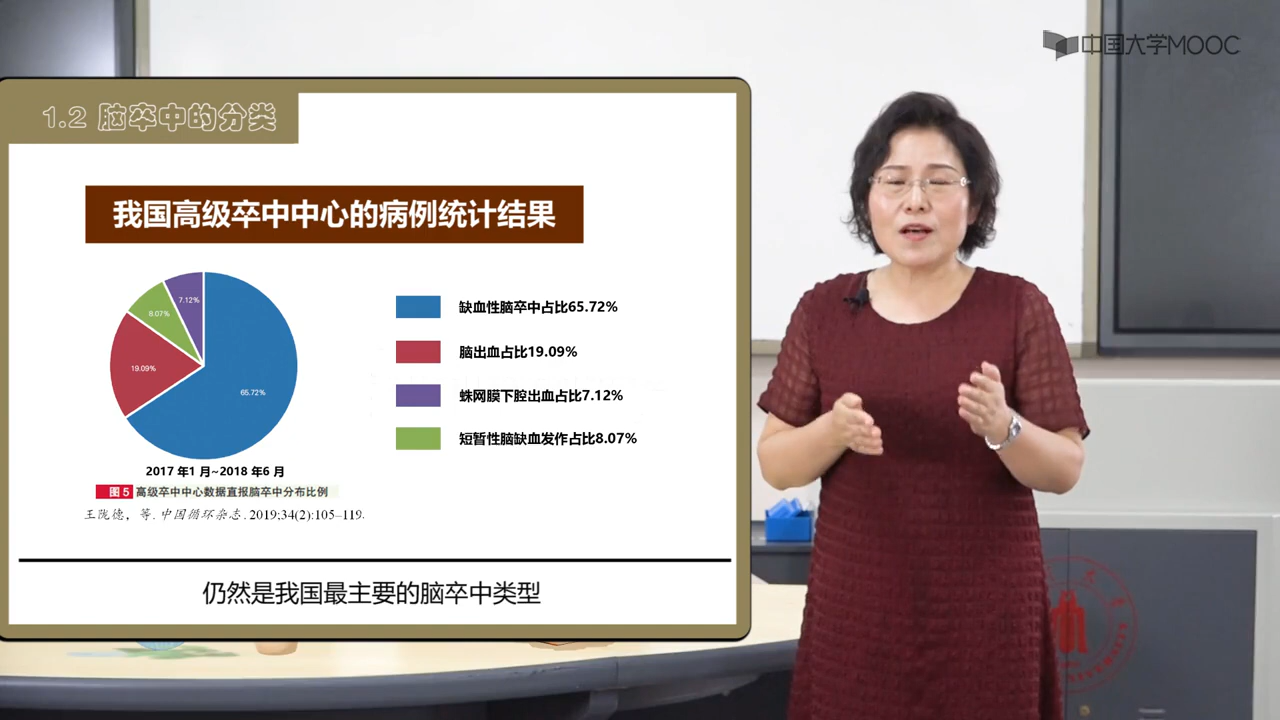 中国大学MOOC
1.2 脑卒中的分类
我国高级卒中中心的病例统计结果
7.12%
8.07%
19.09%
65.72%
缺血性脑卒中占比65.72%
脑出血占比19.09%
蛛网膜下腔出血占比7.12%
短暂性脑缺血发作占比8.07%
2017 年1 月~2018 年6 月
图 5 高级卒中中心数据直报脑卒中分布比例
王陇德，等. 中国循环杂志.2019;34(2):105–119.
仍然是我国最主要的脑卒中类型